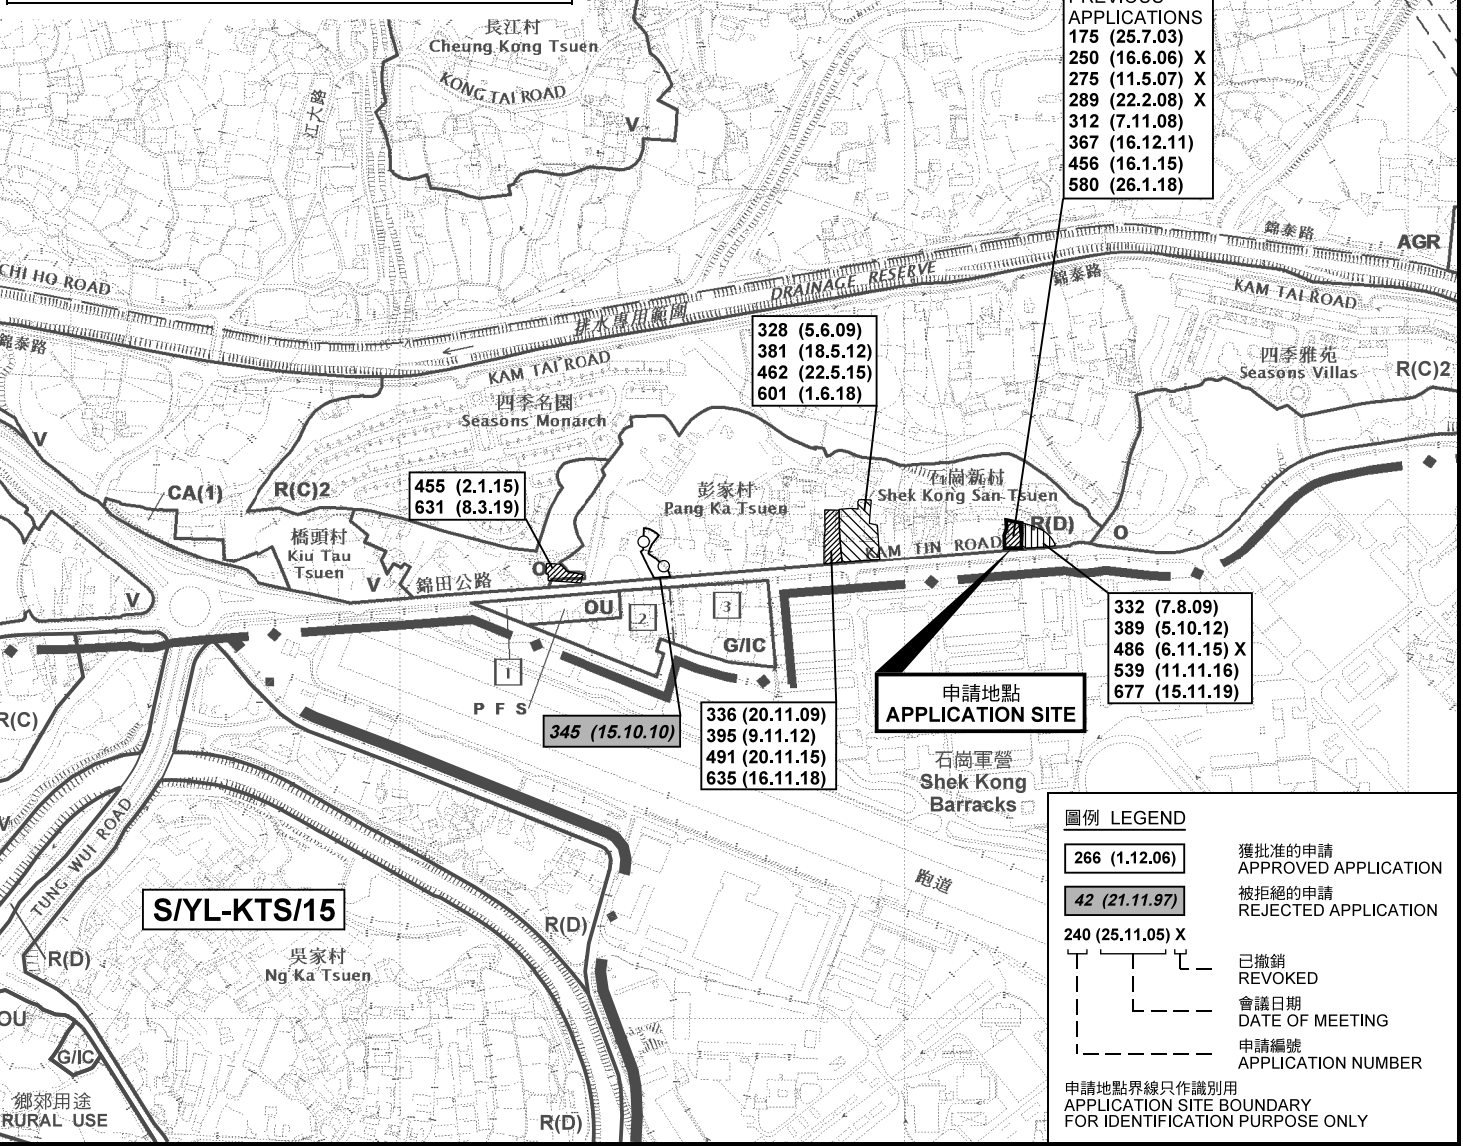 長江村
Cheung Kong Tsuen
KONG TAI ROAD
江大路
V
PREVIOUS
APPLICATIONS
175 (25.7.03)
250 (16.6.06) X
275 (11.5.07) X
289 (22.2.08) X
312 (7.11.08)
367 (16.12.11)
456 (16.1.15)
580 (26.1.18)
錦泰路
AGR
CHI HO ROAD
DRAINAGE RESERVE
排水專用範圍
錦泰路
KAM TAI ROAD
錦泰路
KAM TAI ROAD
328 (5.6.09)
381 (18.5.12)
462 (22.5.15)
601 (1.6.18)
四季雅苑
Seasons Villas
R(C)2
四季名園
Seasons Monarch
V
CA(1)
R(C)2
455 (2.1.15)
631 (8.3.19)
彭家村
Pang Ka Tsuen
石崗新村
Shek Kong San Tsuen
R(D)
O
KAM TIN ROAD
橋頭村
Kiu Tau
Tsuen
V
錦田公路
O
V
OU
2
3
G/IC
1
P F S
332 (7.8.09)
389 (5.10.12)
486 (6.11.15) X
539 (11.11.16)
677 (15.11.19)
申請地點
APPLICATION SITE
R(C)
345 (15.10.10)
336 (20.11.09)
395 (9.11.12)
491 (20.11.15)
635 (16.11.18)
石崗軍營
Shek Kong
Barracks
跑道
V
TUNG WUI ROAD
S/YL-KTS/15
R(D)
R(D)
吳家村
Ng Ka Tsuen
OU
G/IC
鄉郊用途
RURAL USE
R(D)
圖例 LEGEND
266 (1.12.06)
獲批准的申請
APPROVED APPLICATION
42 (21.11.97)
被拒絕的申請
REJECTED APPLICATION
240 (25.11.05) X
已撤銷
REVOKED
會議日期
DATE OF MEETING
申請編號
APPLICATION NUMBER
申請地點界線只作識別用
APPLICATION SITE BOUNDARY
FOR IDENTIFICATION PURPOSE ONLY